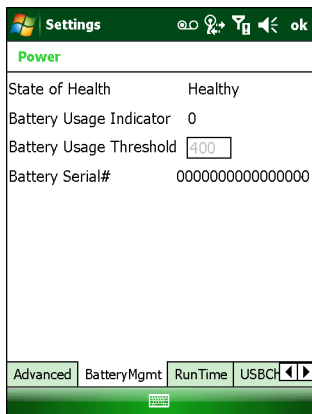 Settings ok
Power
State of Health Healthy
Battery Usage Indicator 0
Battery Usage Threshold 400
Battery Serial# 0000000000000000
Advanced BatteryMgmt RunTime USBCh